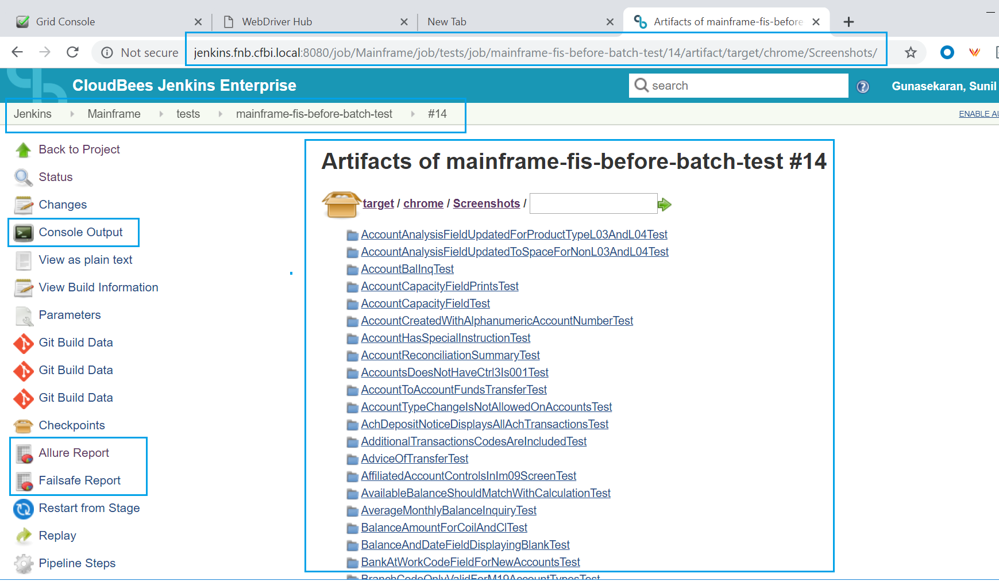 Grid Console
WebDriver Hub
New Tab
Artifacts of mainframe-fis-before
Not secure
jenkins.fnb.cfbi.local:8080/job/Mainframe/job/tests/job/mainframe-fis-before-batch-test/14/artifact/target/chrome/Screenshots/
CloudBees Jenkins Enterprise
search
Gunasekaran, Sunil
Jenkins Mainframe tests mainframe-fis-before-batch-test #14
ENABLE AU
Back to Project
Status
Changes
Console Output
View as plain text
View Build Information
Parameters
Git Build Data
Git Build Data
Git Build Data
Checkpoints
Allure Report
Failsafe Report
Restart from Stage
Replay
Pipeline Steps
Artifacts of mainframe-fis-before-batch-test #14
target / chrome / Screenshots /
AccountAnalysisFieldUpdatedForProductTypeL03AndL04Test
AccountAnalysisFieldUpdatedToSpaceForNonL03AndL04Test
AccountBalInqTest
AccountCapacityFieldPrintsTest
AccountCapacityFieldTest
AccountCreatedWithAlphanumericAccountNumberTest
AccountHasSpecialInstructionTest
AccountReconciliationSummaryTest
AccountsDoesNotHaveCtrl3Is001Test
AccountToAccountFundsTransferTest
AccountTypeChangeIsNotAllowedOnAccountsTest
AchDepositNoticeDisplaysAllAchTransactionsTest
AdditionalTransactionsCodesAreIncludedTest
AdviceOfTransferTest
AffiliatedAccountControlsInIm09ScreenTest
AvailableBalanceShouldMatchWithCalculationTest
AverageMonthlyBalanceInquiryTest
BalanceAmountForCoilAndClTest
BalanceAndDateFieldDisplayingBlankTest
BankAtWorkCodeFieldForNewAccountsTest
BranchCodeOnlyValidForM19AccountTypesTest